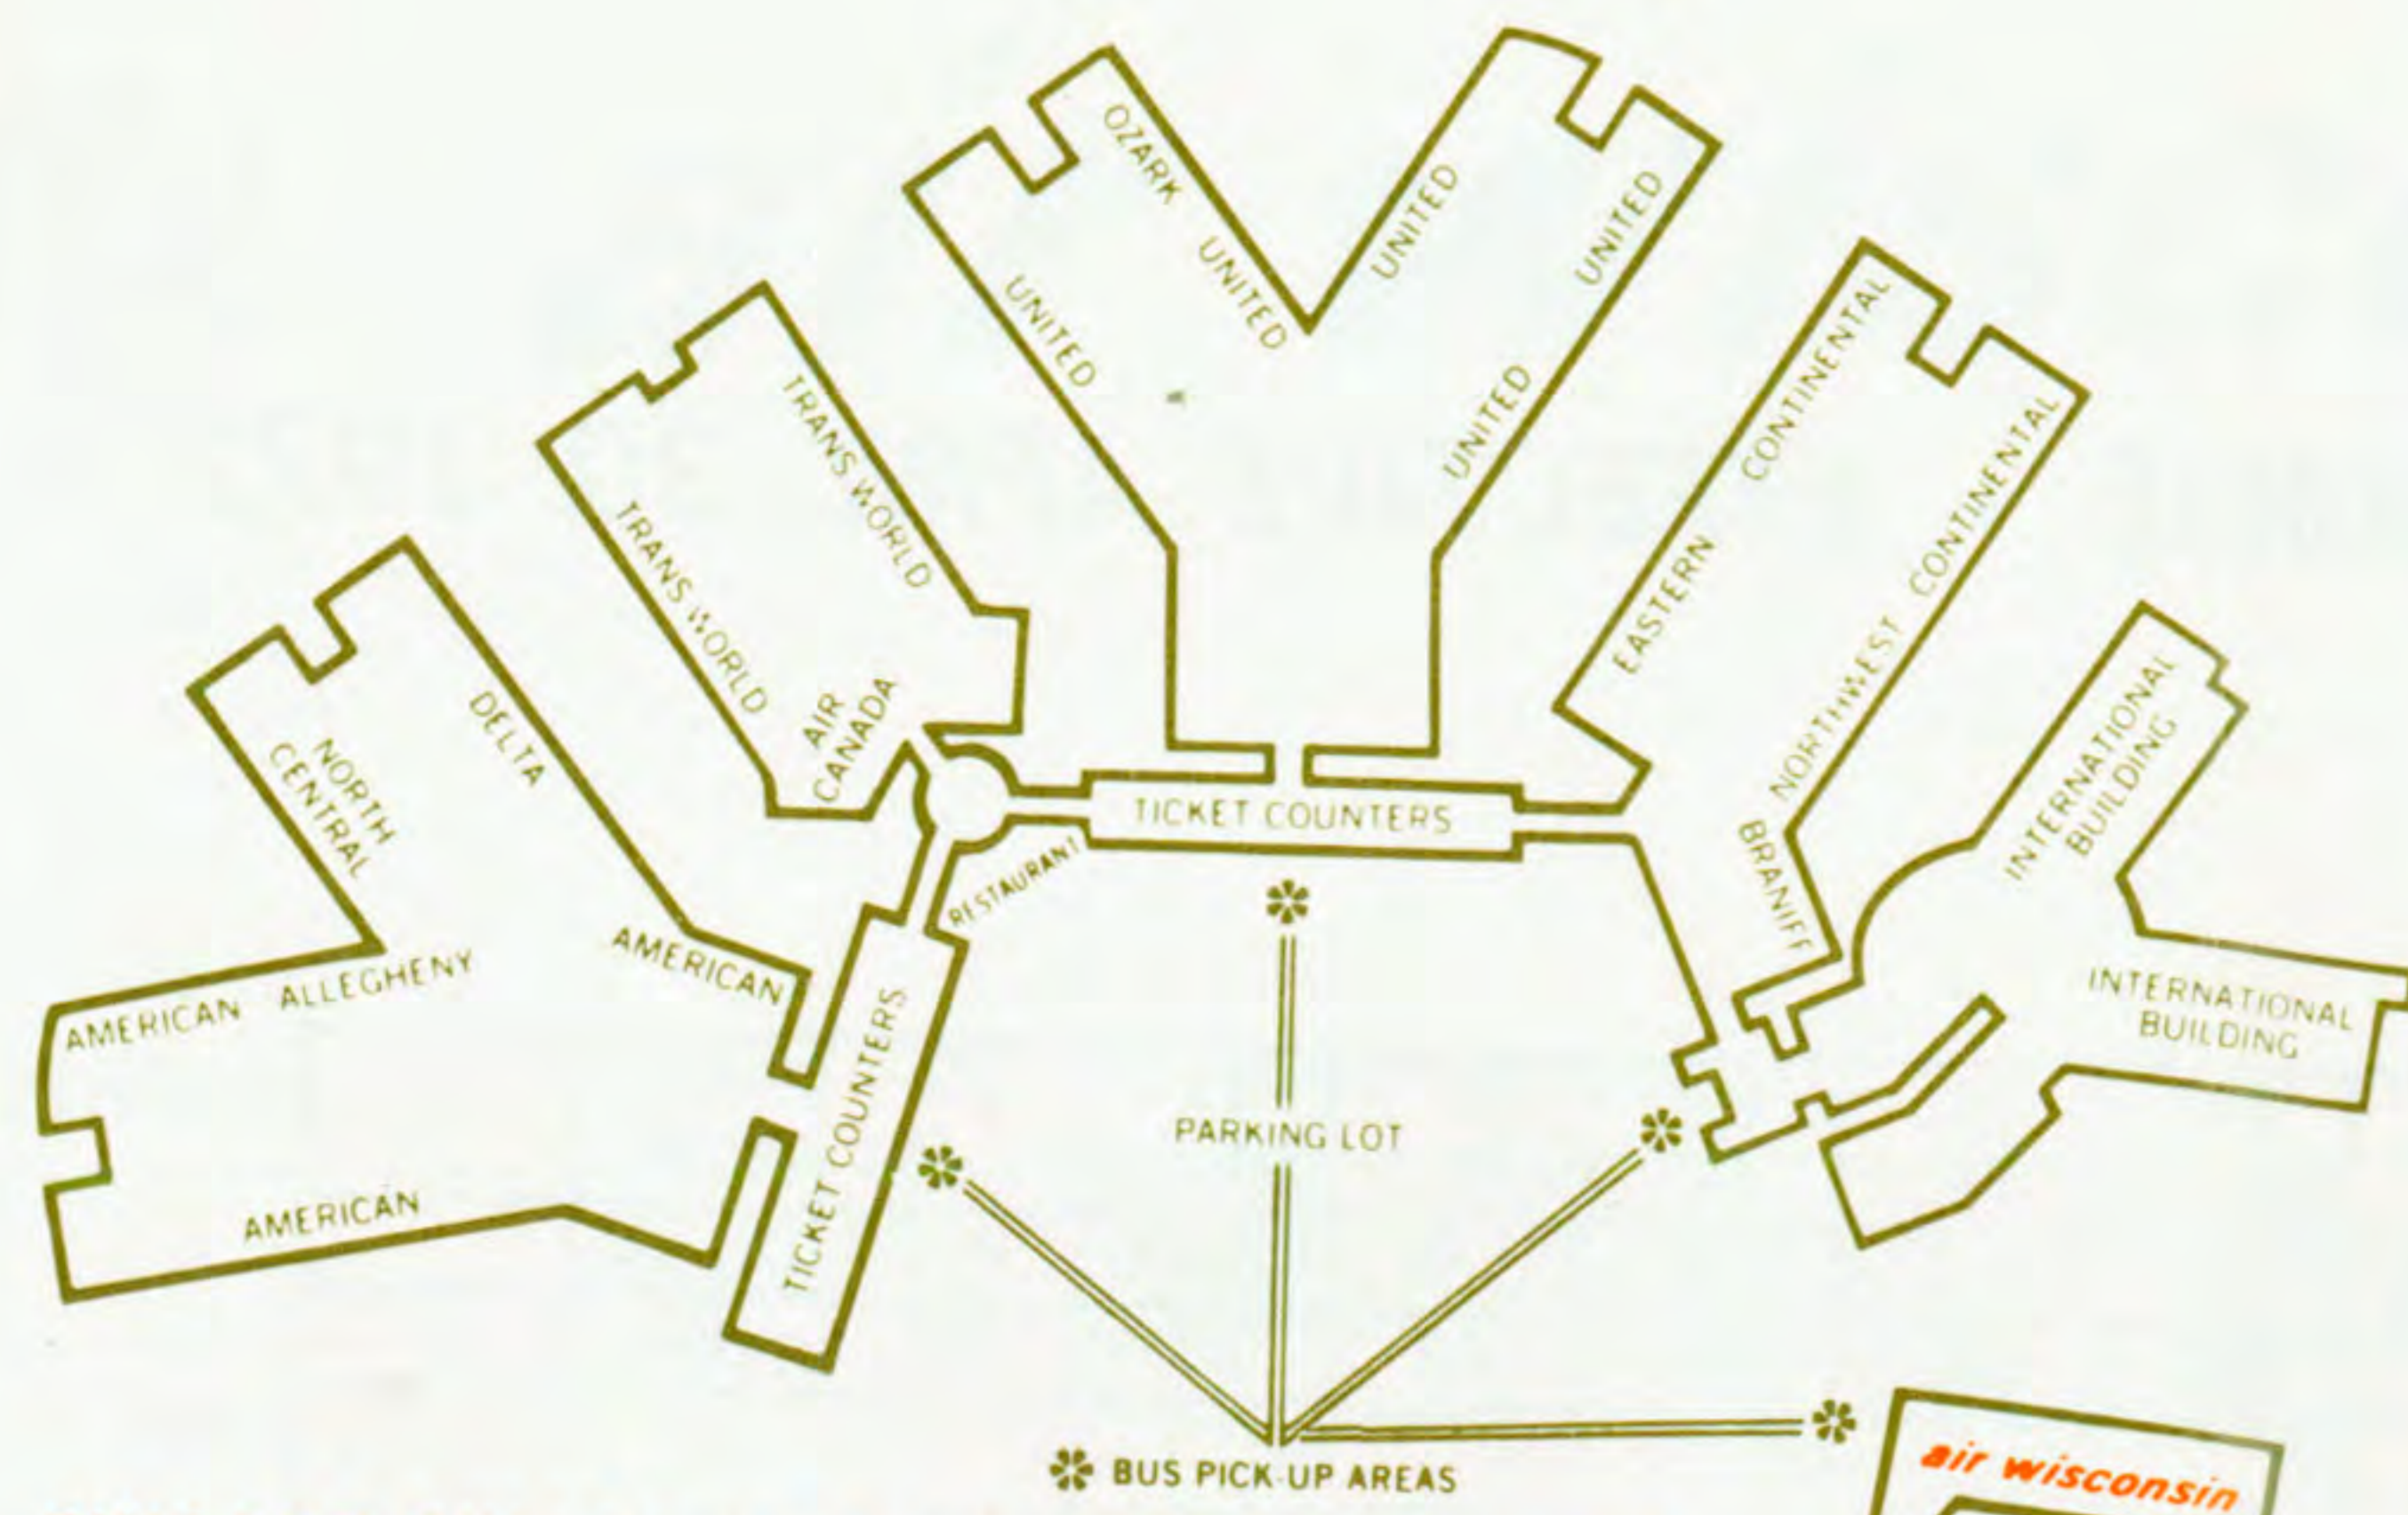 OZARK
UNITED
UNITED
UNITED
UNITED
UNITED
TRANS WORLD
TRANS WORLD
AIR
CANADA
CONTINENTAL
EASTERN
CONTINENTAL
NORTHWEST
BRANIFF
INTERNATIONAL
BUILDING
INTERNATIONAL
BUILDING
DELTA
NORTH
CENTRAL
AMERICAN
ALLEGHENY
AMERICAN
AMERICAN
TICKET COUNTERS
RESTAURANT
TICKET COUNTERS
PARKING LOT
BUS PICK-UP AREAS
air wisconsin